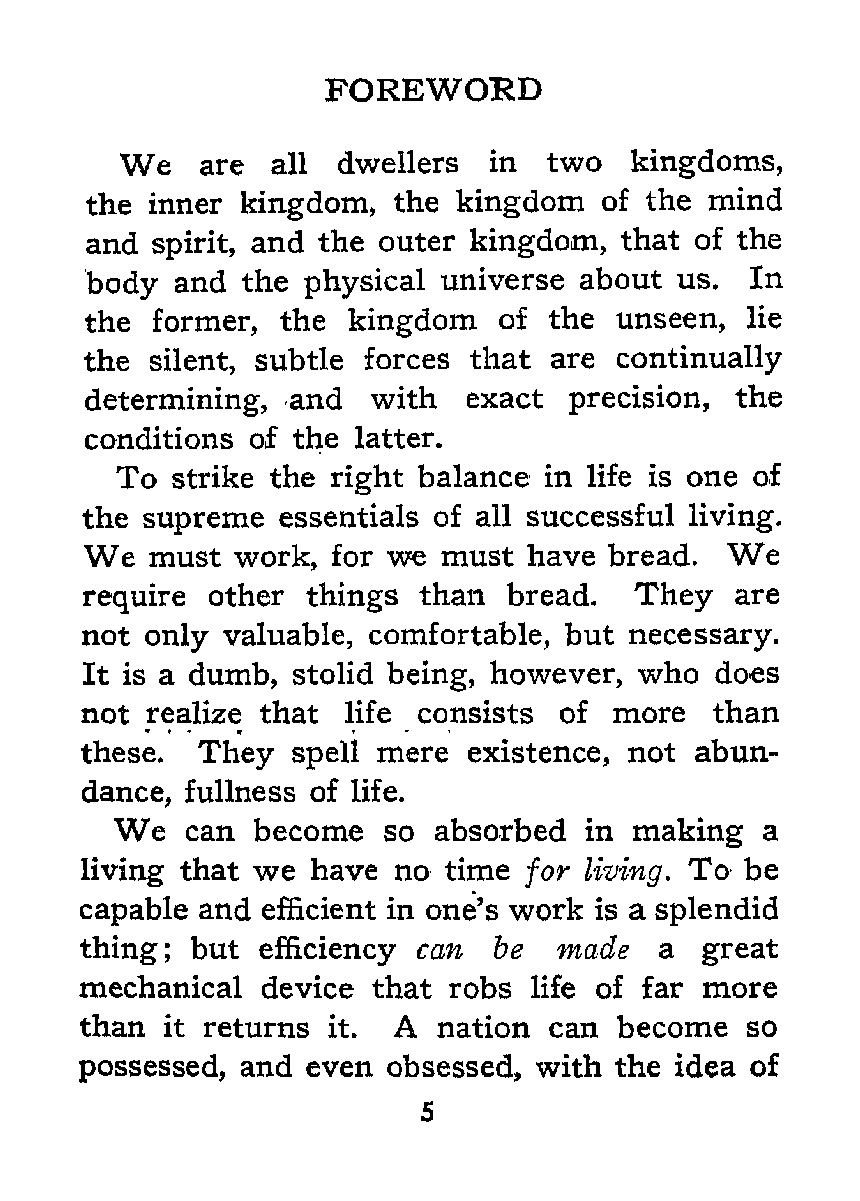 FOREWORD
We are all dwellers in two kingdoms,
the inner kingdom, the kingdom of the mind
and spirit, and the outer kingdom, that of the
body and the physical universe about us. In
the former, the kingdom of the unseen, lie
the silent, subtle forces that are continually
determining, and with exact precision, the
conditions of the latter.
To strike the right balance in life is one of
the supreme essentials of all successful living.
We must work, for we must have bread. We
require other things than bread. They are
not only valuable, comfortable, but necessary.
It is a dumb, stolid being, however, who does
not realize that life consists of more than
these. They spell mere existence, not abun-
dance, fullness of life.
We can become so absorbed in making a
living that we have no time for living. To be
capable and efficient in one's work is a splendid
thing; but efficiency can be made a great
mechanical device that robs life of far more
than it returns it. A nation can become so
possessed, and even obsessed, with the idea of
5